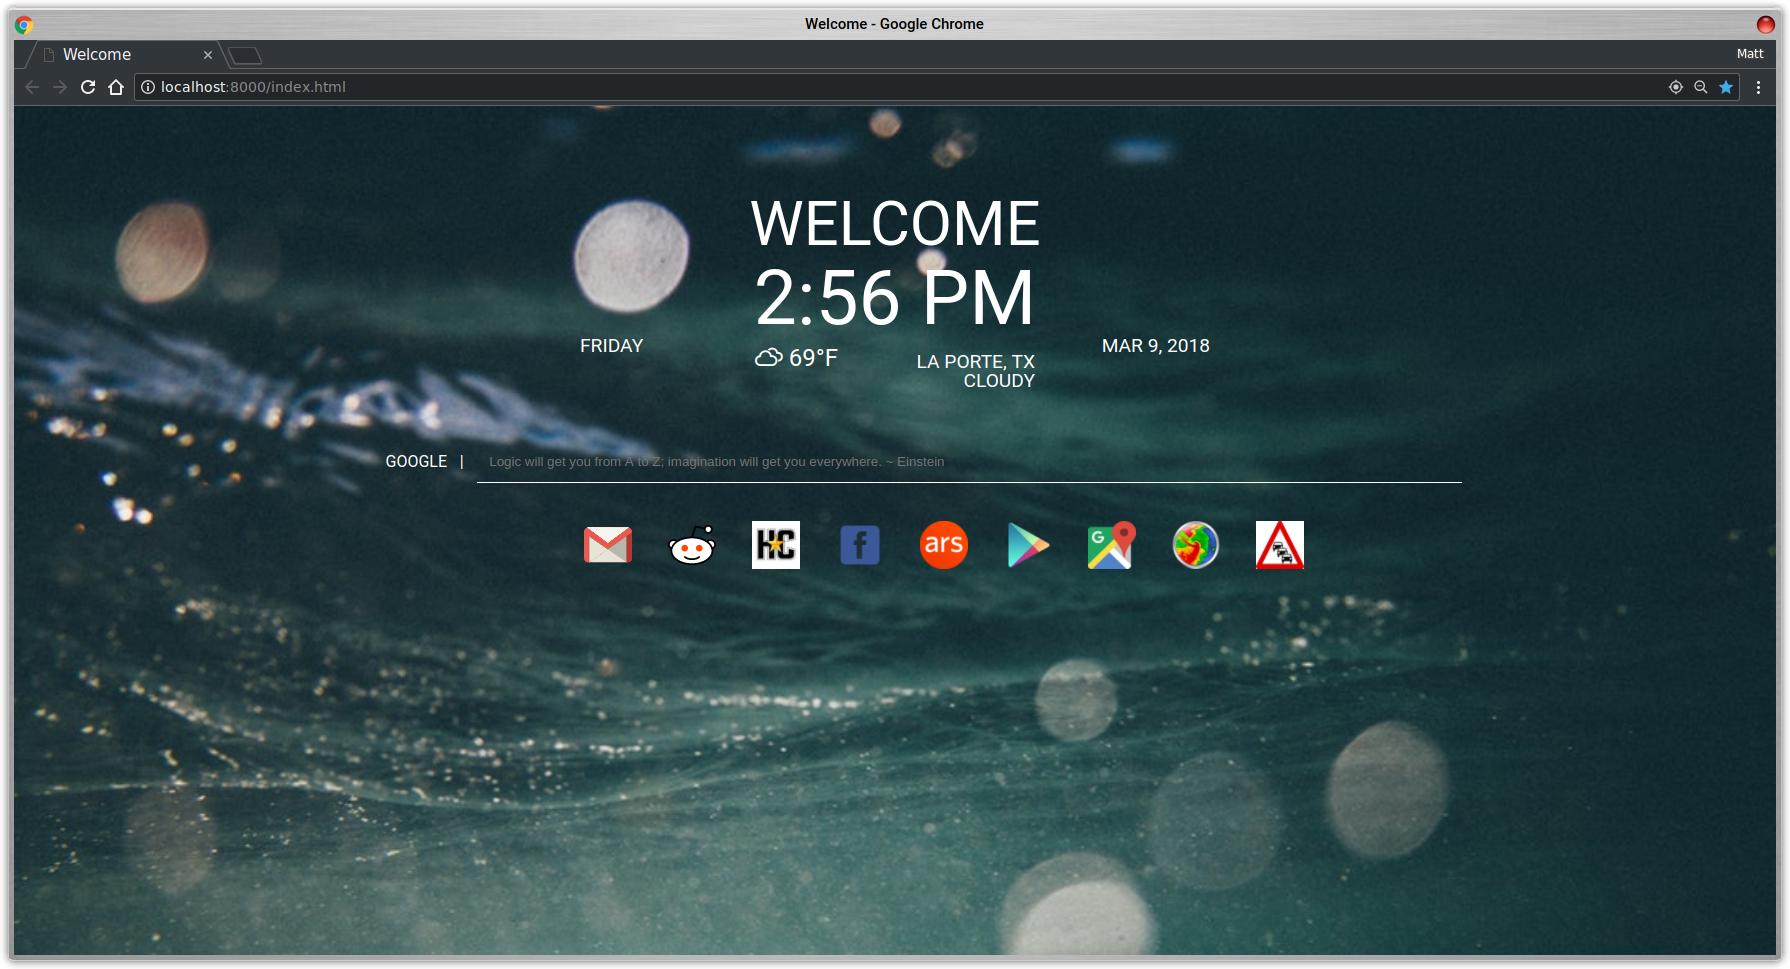 Welcome - Google Chrome
Welcome
Matt
localhost:8000/index.html
WELCOME
2:56 PM
FRIDAY
69°F
LA PORTE, TX
CLOUDY
MAR 9, 2018
GOOGLE |
Logic will get you from A to Z; imagination will get you everywhere. ~ Einstein
HC
f
ars
G